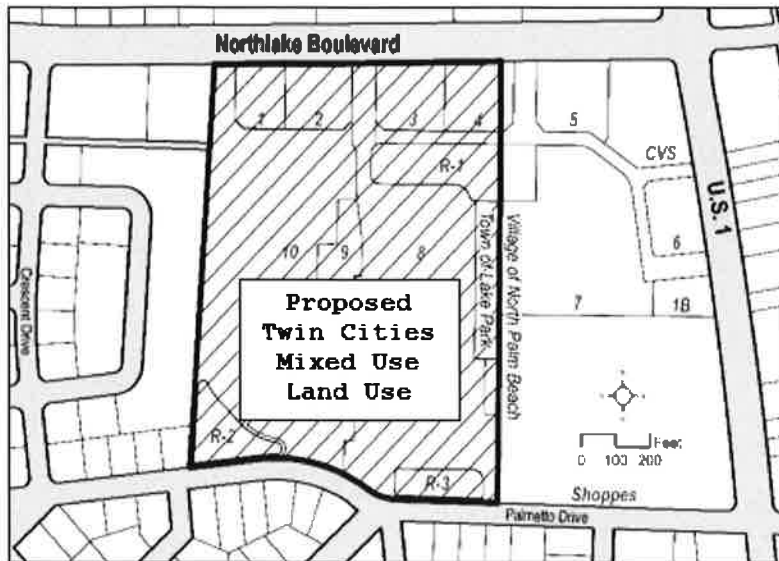 Northlake Boulevard
1
2
3
4
5
CVS
R-1
U.S. 1
Town of Lake Park
Village of North Palm Beach
6
10
9
8
Crescent Drive
Proposed
Twin Cities
Mixed Use
Land Use
7
1B
R-2
Feet
0 100 200
R-3
Shoppes
Palmetto Drive